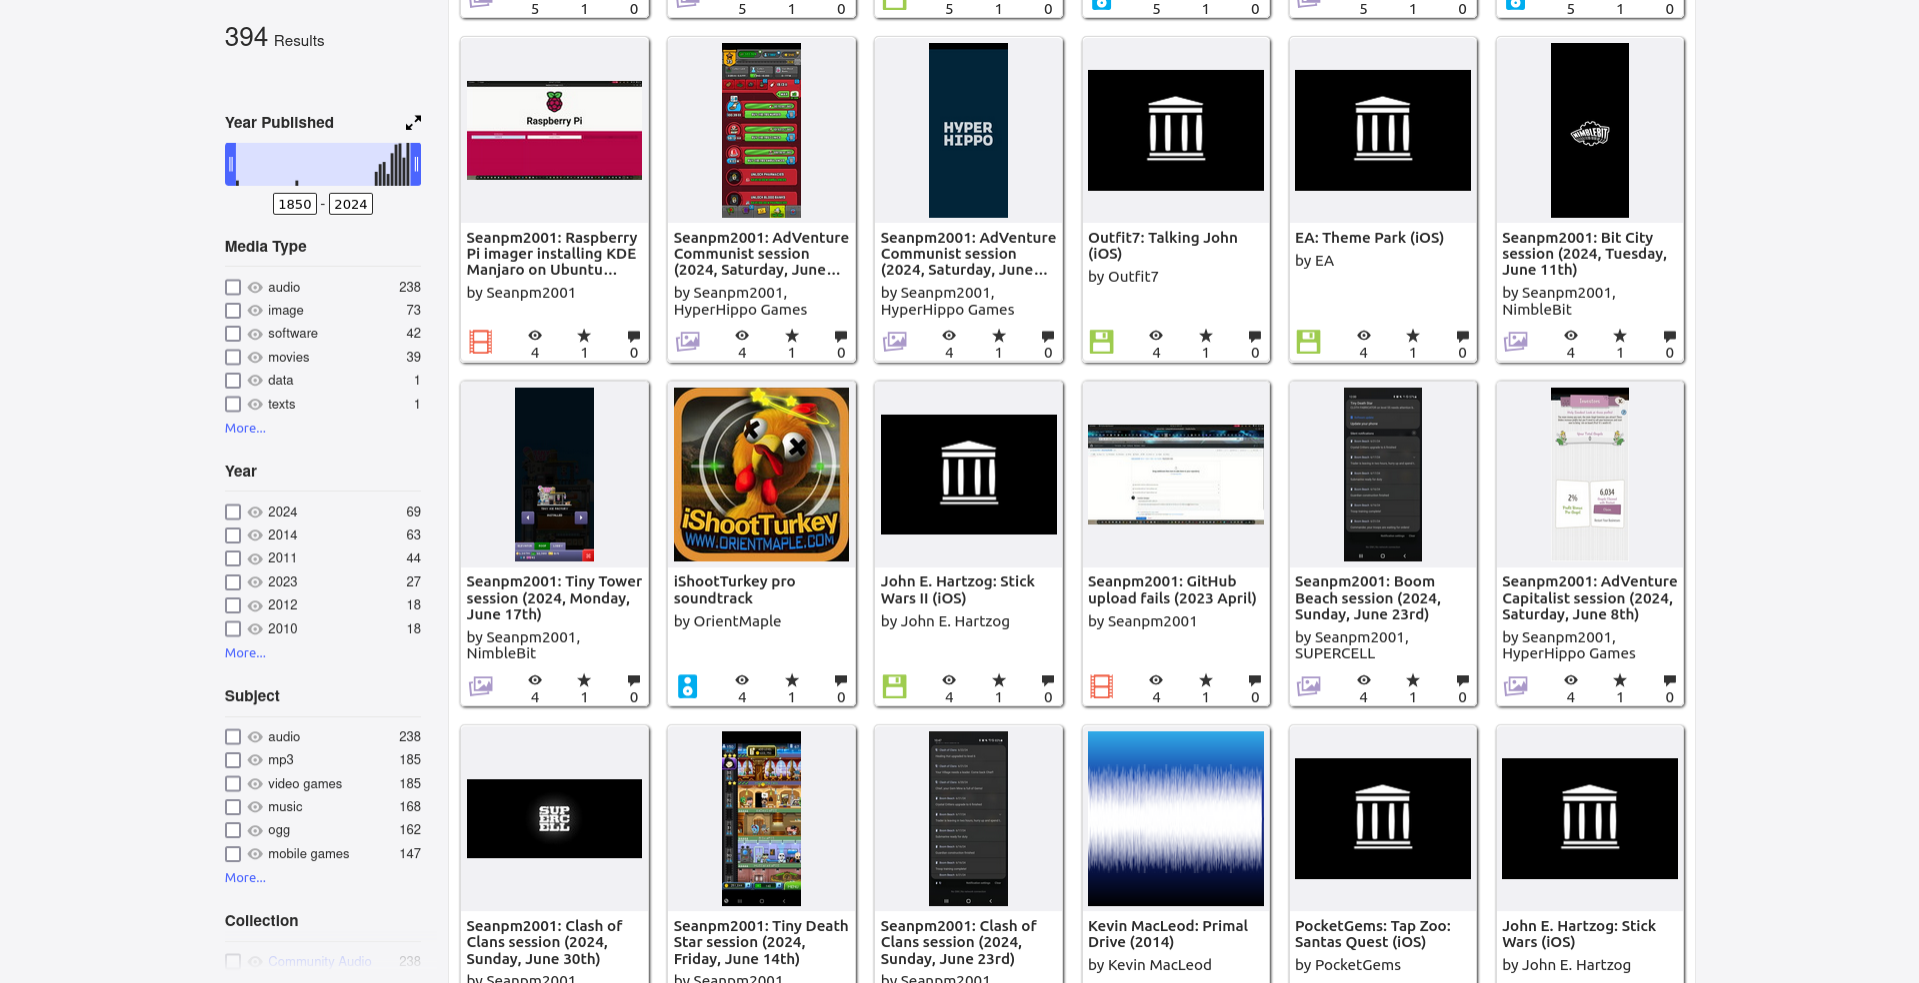 394 Results
Year Published
1850 - 2024
Media Type
audio 238
image 73
software 42
movies 39
data 1
texts 1
More...
Year
2024 69
2014 63
2011 44
2023 27
2012 18
2010 18
More...
Subject
audio 238
mp3 185
video games 185
music 168
ogg 162
mobile games 147
More...
Collection
Community Audio 238
5 1 0
5 1 0
5 1 0
5 1 0
5 1 0
5 1 0
Raspberry Pi
Seanpm2001: Raspberry
Pi imager installing KDE
Manjaro on Ubuntu...
by Seanpm2001
4 1 0
Seanpm2001: AdVenture
Communist session
(2024, Saturday, June...
by Seanpm2001,
HyperHippo Games
4 1 0
HYPER
HIPPO
Seanpm2001: AdVenture
Communist session
(2024, Saturday, June...
by Seanpm2001,
HyperHippo Games
4 1 0
Outfit7: Talking John
(iOS)
by Outfit7
4 1 0
EA: Theme Park (iOS)
by EA
4 1 0
NIMBLEBIT
Seanpm2001: Bit City
session (2024, Tuesday,
June 11th)
by Seanpm2001,
NimbleBit
4 1 0
Seanpm2001: Tiny Tower
session (2024, Monday,
June 17th)
by Seanpm2001,
NimbleBit
4 1 0
iShootTurkey
WWW.ORIENTMAPLE.COM
iShootTurkey pro
soundtrack
by OrientMaple
4 1 0
John E. Hartzog: Stick
Wars II (iOS)
by John E. Hartzog
4 1 0
Seanpm2001: GitHub
upload fails (2023 April)
by Seanpm2001
4 1 0
Seanpm2001: Boom
Beach session (2024,
Sunday, June 23rd)
by Seanpm2001,
SUPERCELL
4 1 0
2%
6,034
Seanpm2001: AdVenture
Capitalist session (2024,
Saturday, June 8th)
by Seanpm2001,
HyperHippo Games
4 1 0
SUP
ERC
ELL
Seanpm2001: Clash of
Clans session (2024,
Sunday, June 30th)
by Seanpm2001
Seanpm2001: Tiny Death
Star session (2024,
Friday, June 14th)
by Seanpm2001
Seanpm2001: Clash of
Clans session (2024,
Sunday, June 23rd)
by Seanpm2001
Kevin MacLeod: Primal
Drive (2014)
by Kevin MacLeod
PocketGems: Tap Zoo:
Santas Quest (iOS)
by PocketGems
John E. Hartzog: Stick
Wars (iOS)
by John E. Hartzog